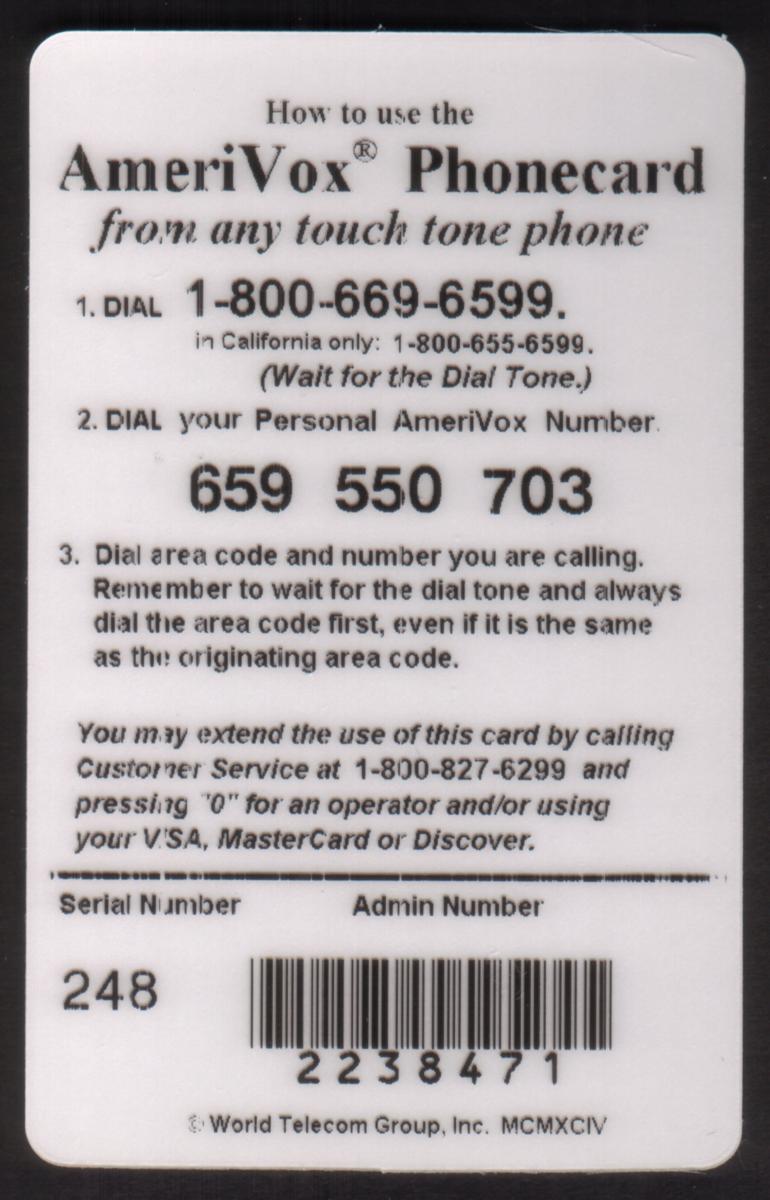 How to use the
AmeriVox® Phonecard
from any touch tone phone
1. DIAL 1-800-669-6599.
in California only: 1-800-655-6599.
(Wait for the Dial Tone.)
2. DIAL your Personal AmeriVox Number.
659 550 703
3. Dial area code and number you are calling.
Remember to wait for the dial tone and always
dial the area code first, even if it is the same
as the originating area code.
You may extend the use of this card by calling
Customer Service at 1-800-827-6299 and
pressing "0" for an operator and/or using
your VISA, MasterCard or Discover.
Serial Number Admin Number
248
2238471
© World Telecom Group, Inc. MCMXCIV